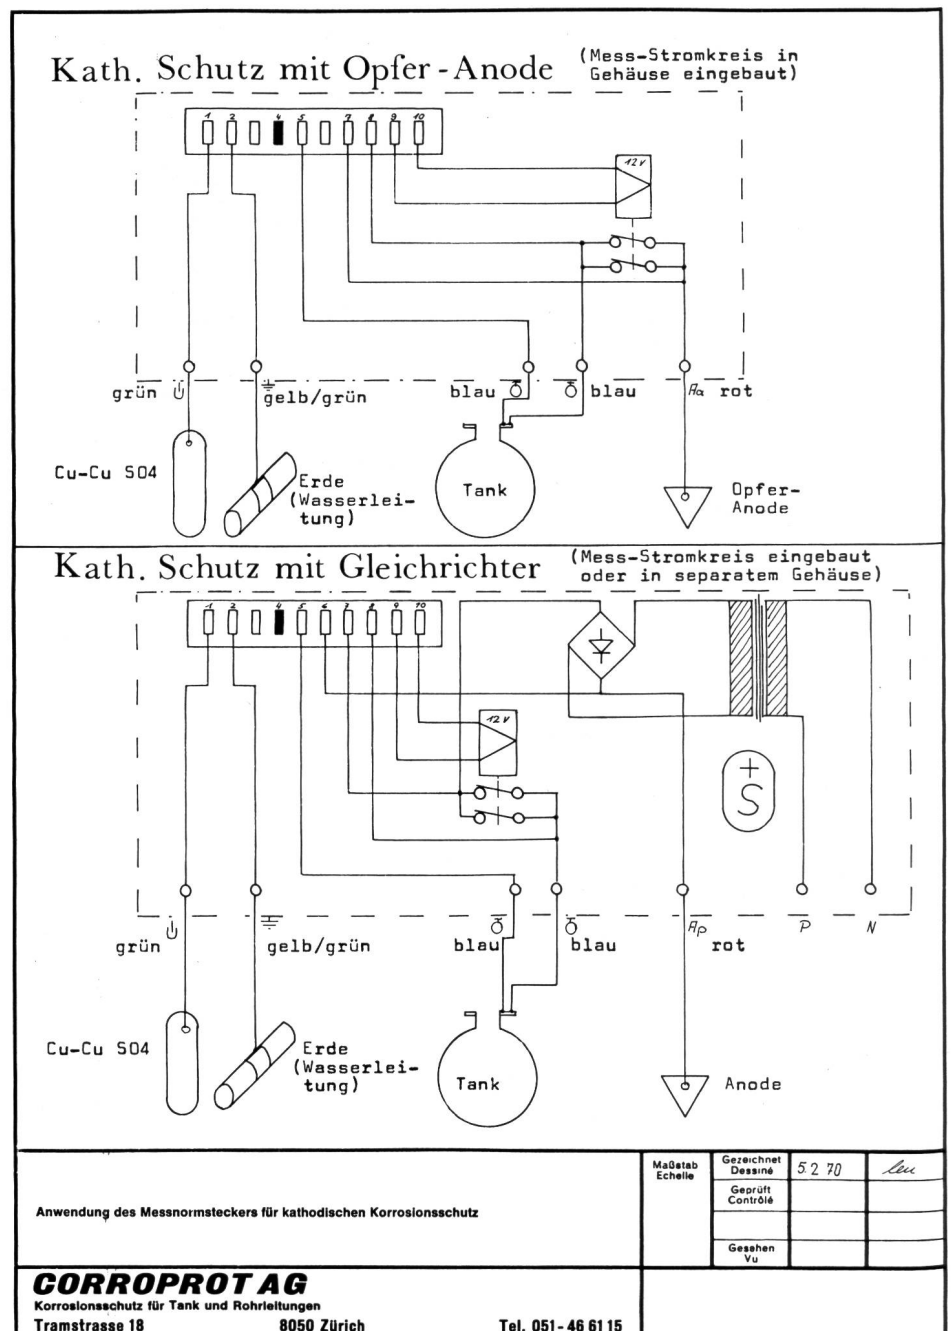 Kath. Schutz mit Opfer-Anode
(Mess-Stromkreis in
Gehäuse eingebaut)
1 2 4 5 7 8 9 10
12 V
grün
gelb/grün
blau
blau
Aa
rot
Cu-Cu SO4
Erde
(Wasserlei-
tung)
Tank
Opfer-
Anode
Kath. Schutz mit Gleichrichter
(Mess-Stromkreis eingebaut
oder in separatem Gehäuse)
1 2 4 5 6 7 8 9 10
12 V
+
S
grün
gelb/grün
blau
blau
Ap
rot
P
N
Cu-Cu SO4
Erde
(Wasserlei-
tung)
Tank
Anode
Anwendung des Messnormsteckers für kathodischen Korrosionsschutz
Maßstab
Echelle
Gezeichnet
Dessiné
5. 2 70
leu
Geprüft
Contrôlé
Gesehen
Vu
CORROPROT AG
Korrosionsschutz für Tank und Rohrleitungen
Tramstrasse 18 8050 Zürich Tel. 051 - 46 61 15